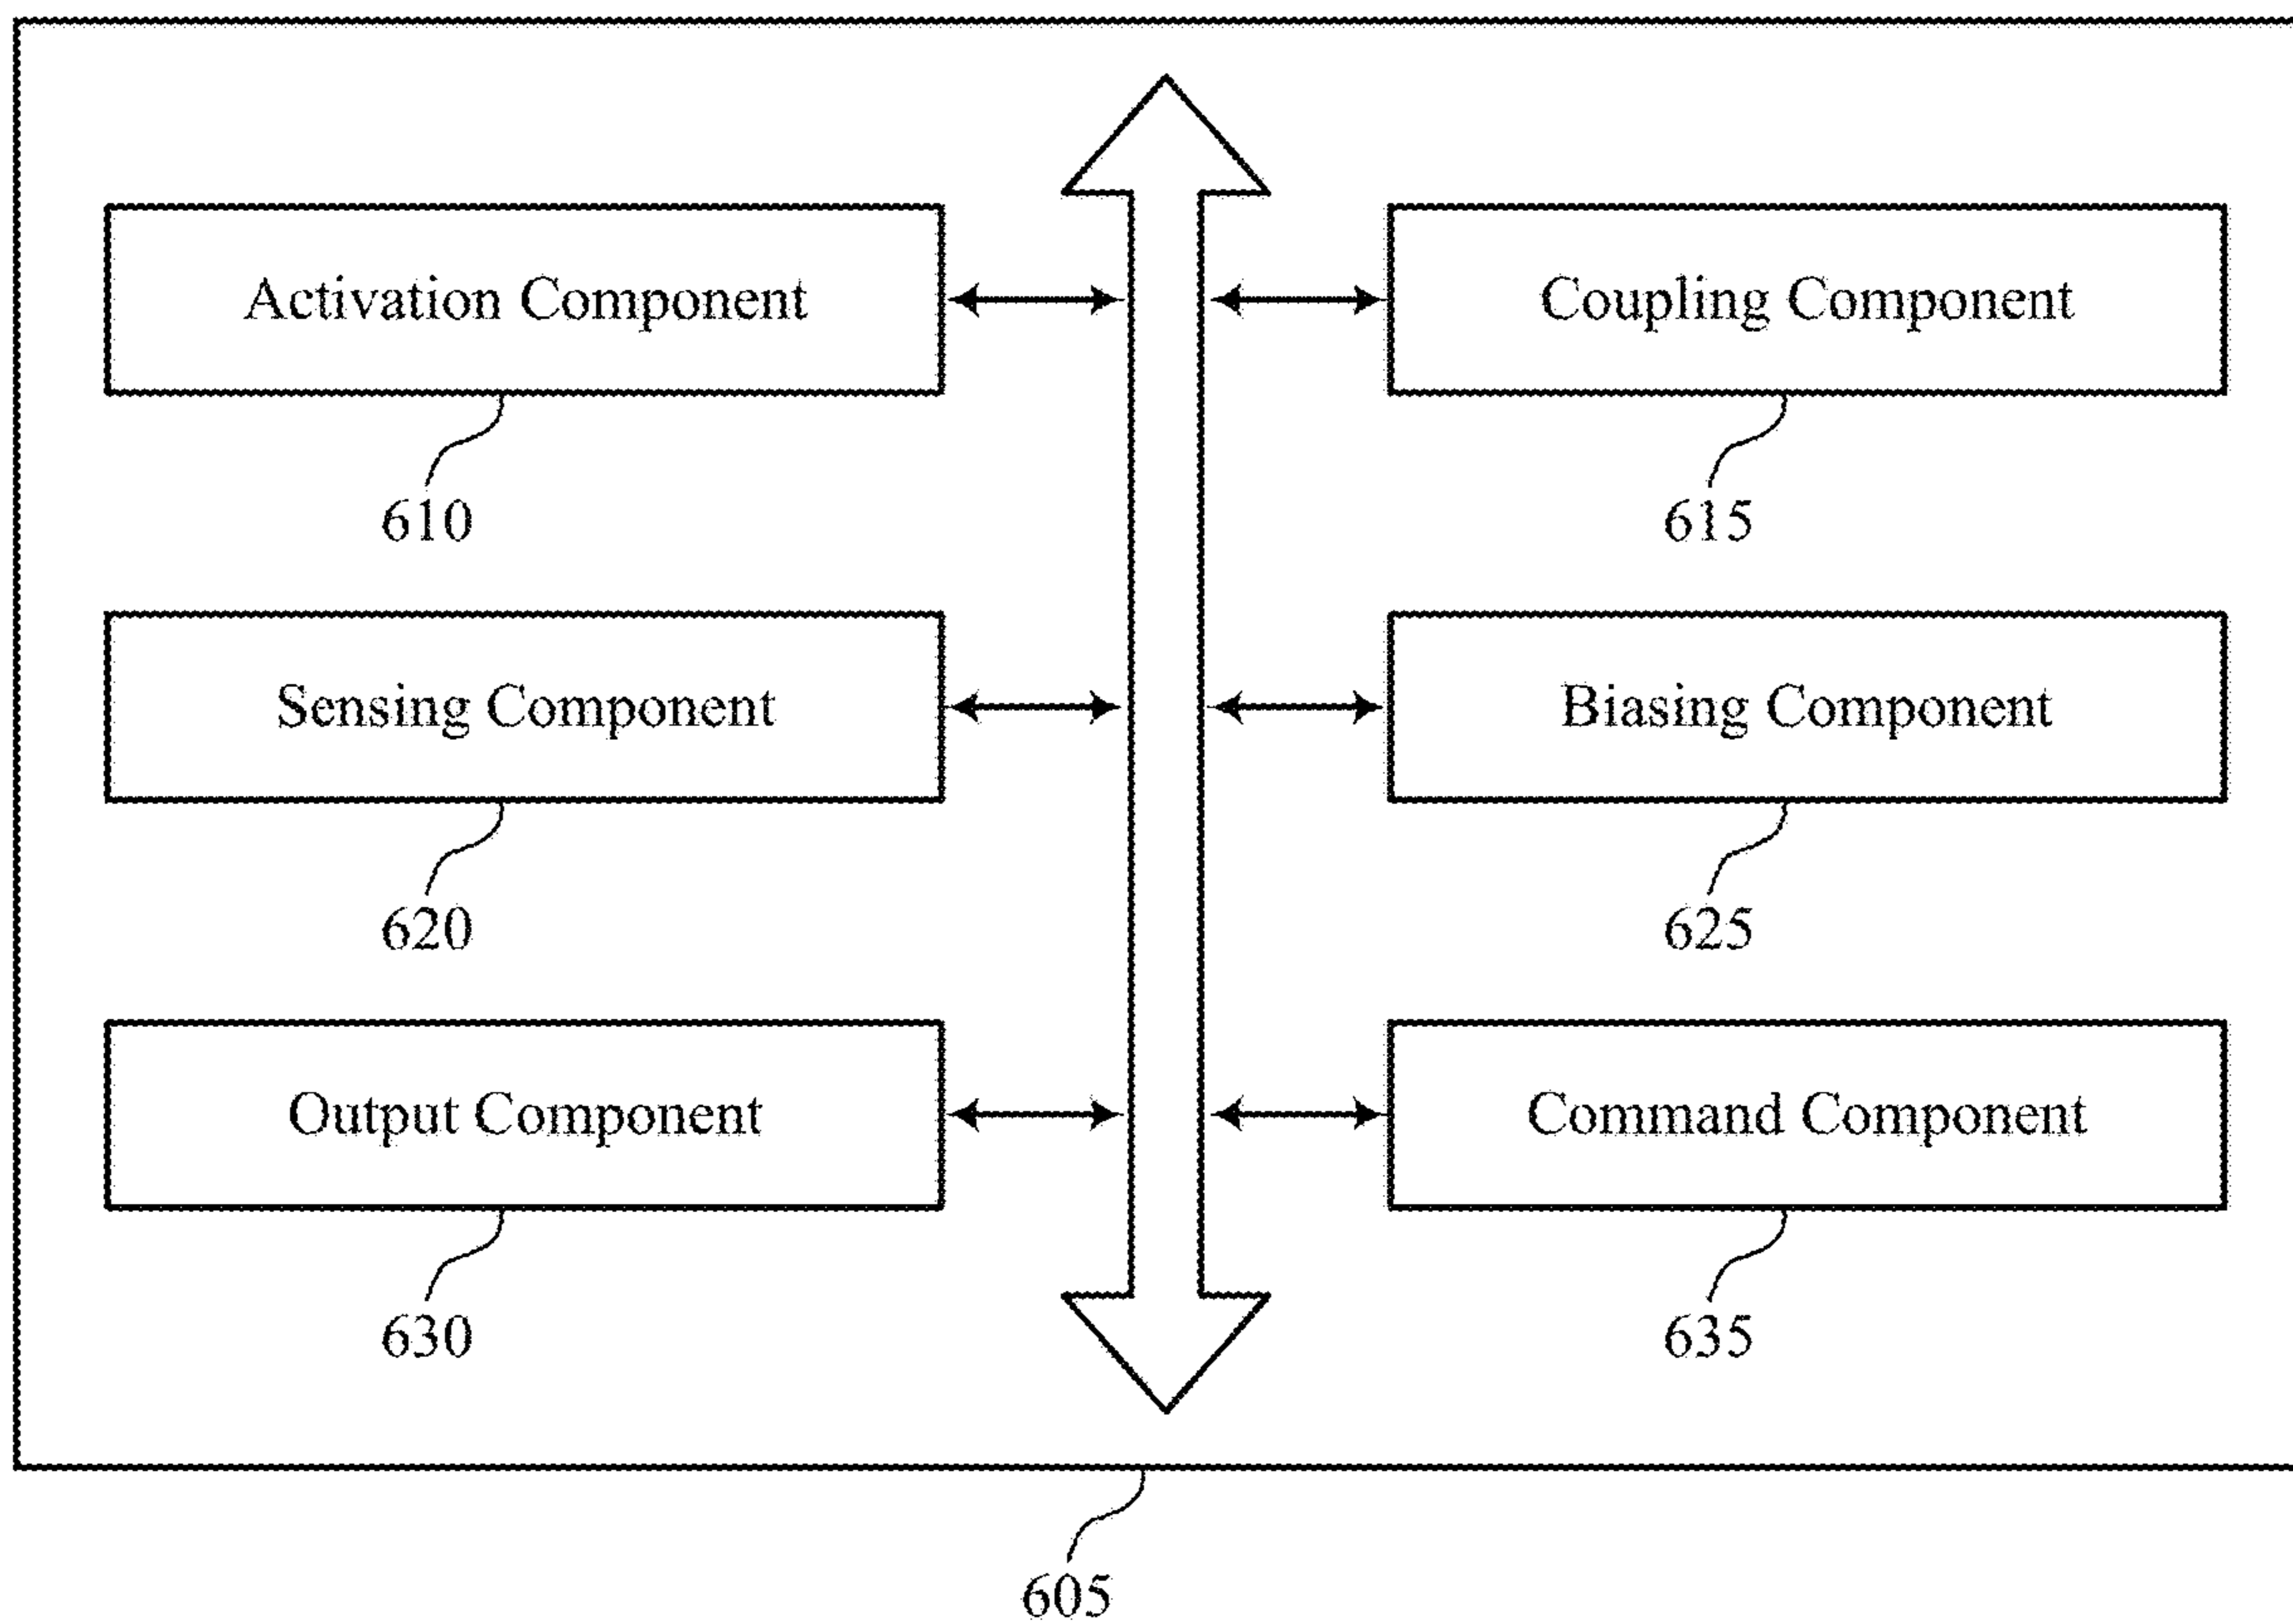 Activation Component
Coupling Component
610
615
Sensing Component
Biasing Component
620
625
Output Component
Command Component
630
635
605